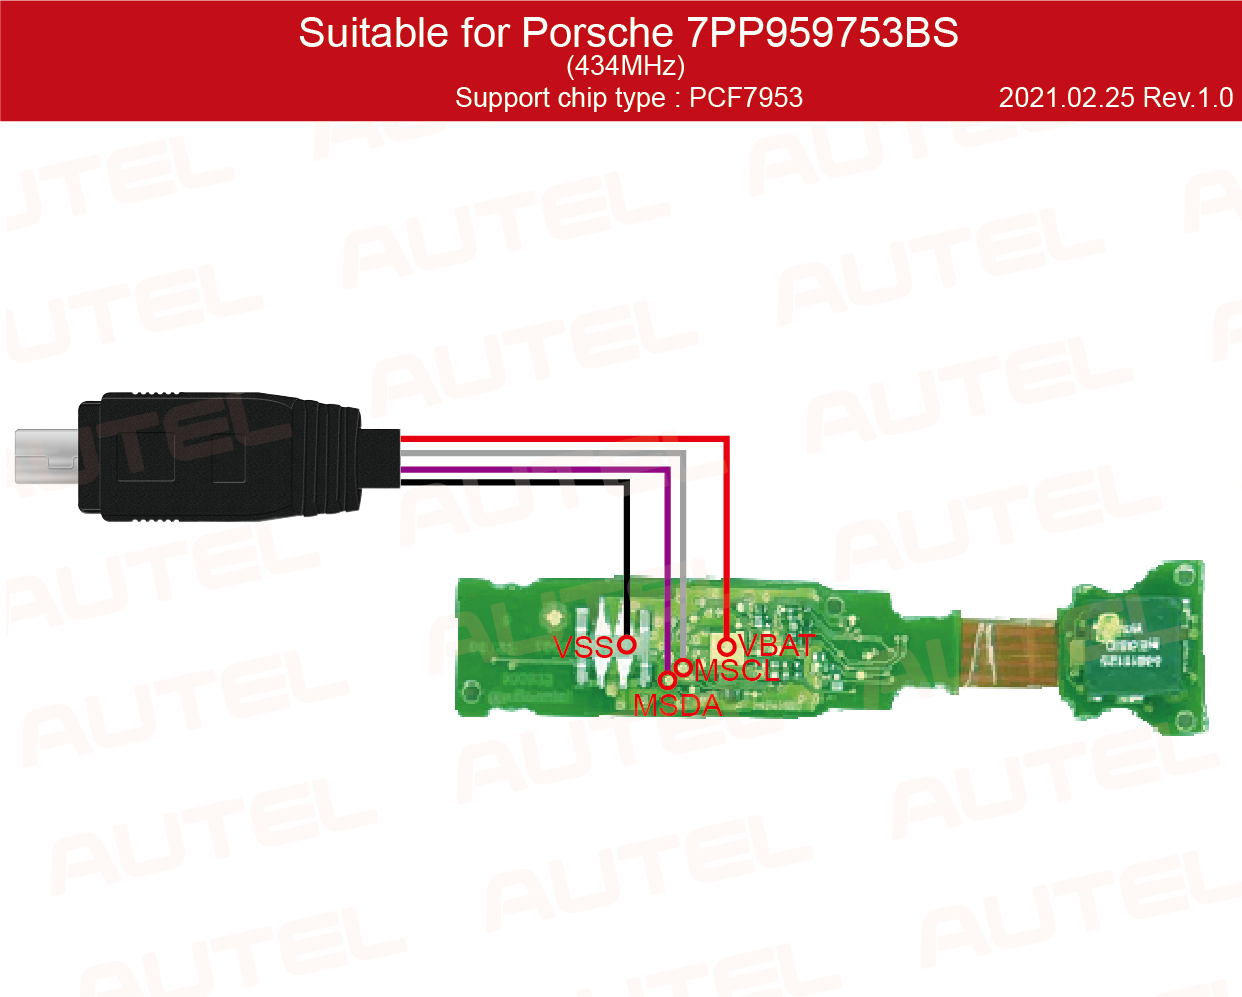 Suitable for Porsche 7PP959753BS
(434MHz)
Support chip type : PCF7953
2021.02.25 Rev.1.0
AUTEL
VSS
VBAT
MSCL
MSDA